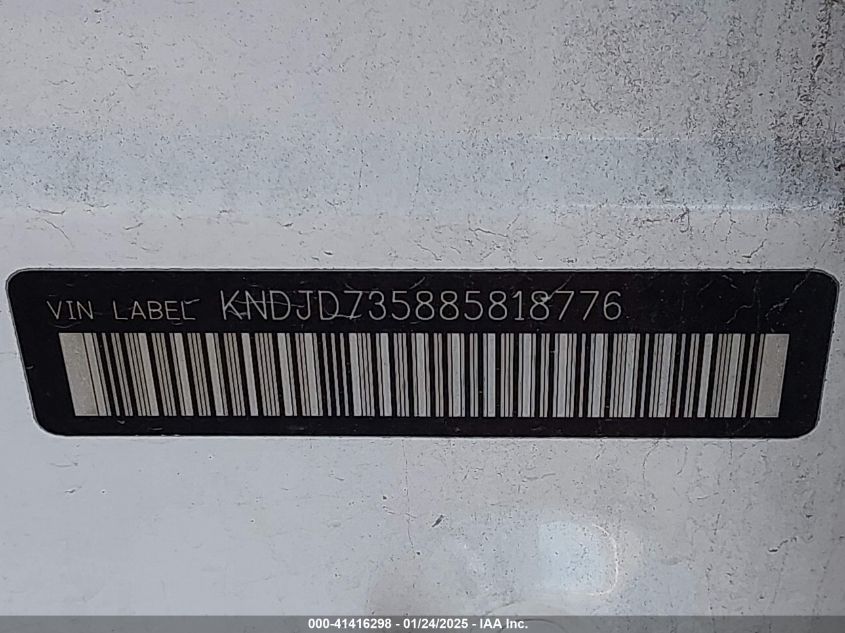 VIN LABEL KNDJD735885818776
000-41416298 - 01/24/2025 - IAA Inc.